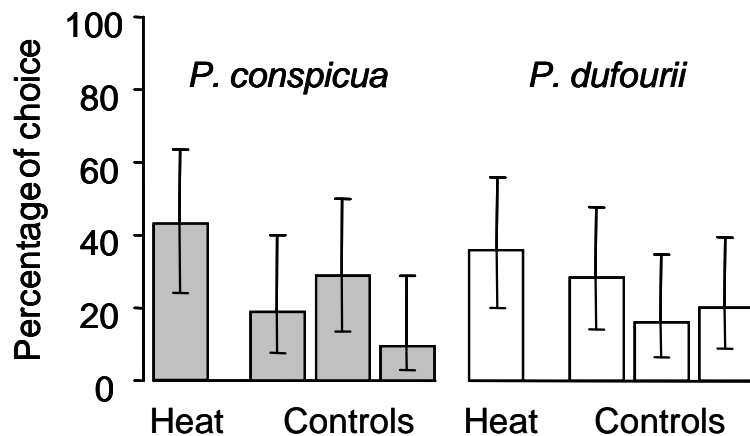 Percentage of choice
100
80
60
40
20
0
P. conspicua
P. dufourii
Heat
Controls
Heat
Controls